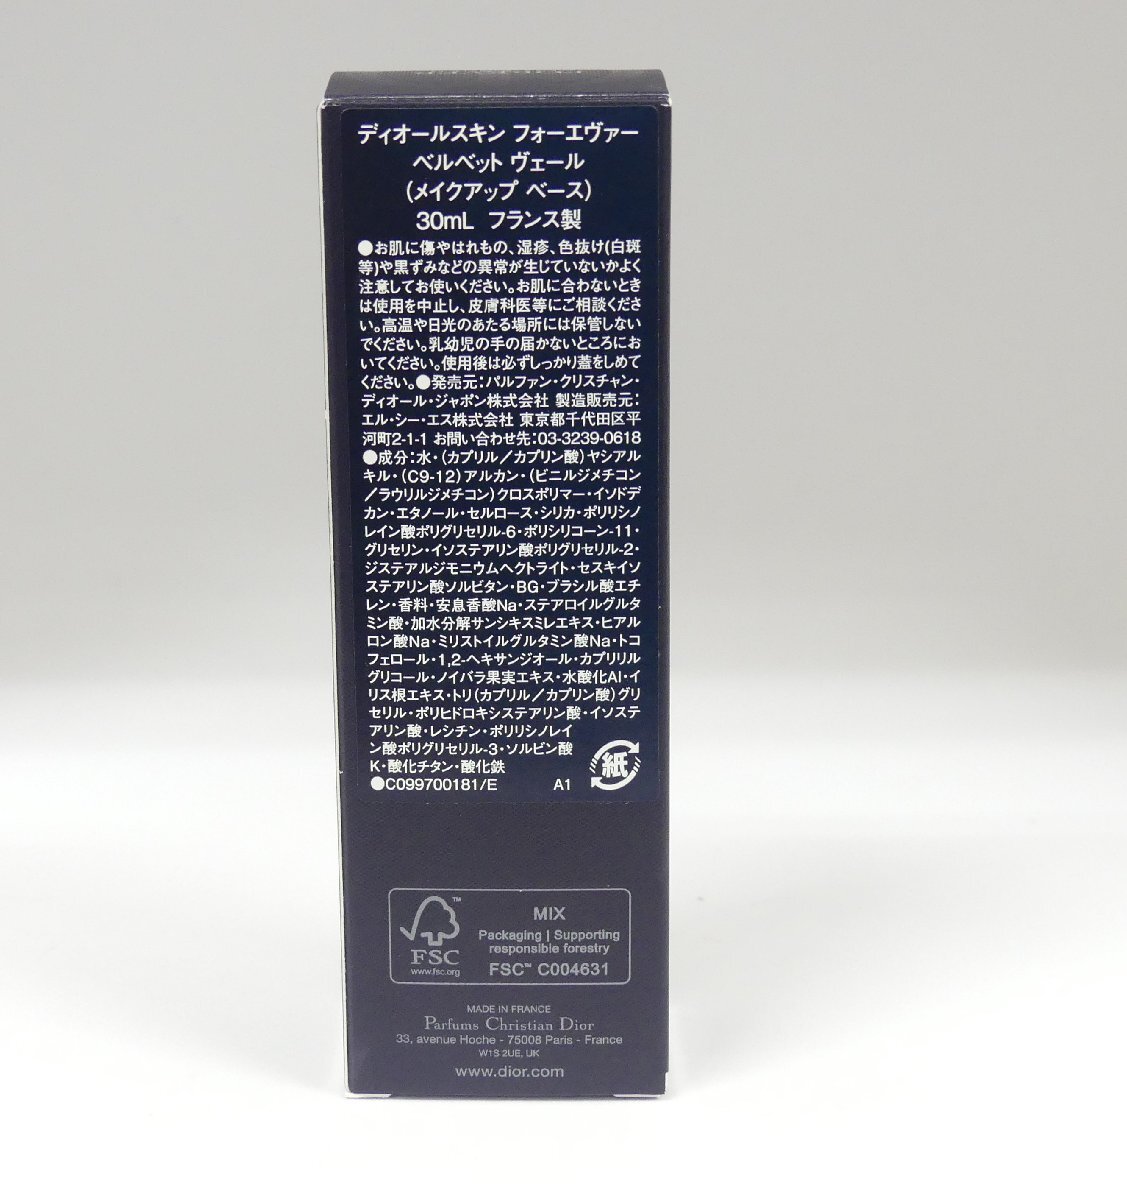 ディオールスキン フォーエヴァー
ベルベット ヴェール
(メイクアップ ベース)
30mL フランス製
●お肌に傷やはれもの、湿疹、色抜け(白斑
等)や黒ずみなどの異常が生じていないかよく
注意してお使いください。お肌に合わないとき
は使用を中止し、皮膚科医等にご相談くださ
い。高温や日光のあたる場所には保管しない
でください。乳幼児の手の届かないところにお
いてください。使用後は必ずしっかり蓋をしめて
ください。●発売元：パルファン・クリスチャン・
ディオール・ジャポン株式会社 製造販売元：
エル・シー・エス株式会社 東京都千代田区平
河町2-1-1 お問い合わせ先：03-3239-0618
●成分：水・(カプリル／カプリン酸)ヤシアル
キル・(C9-12)アルカン・(ビニルジメチコン
／ラウリルジメチコン)クロスポリマー・イソドデ
カン・エタノール・セルロース・シリカ・ポリリシノ
レイン酸ポリグリセリル-6・ポリシリコーン-11・
グリセリン・イソステアリン酸ポリグリセリル-2・
ジステアルジモニウムヘクトライト・セスキイソ
ステアリン酸ソルビタン・BG・ブラシル酸エチ
レン・香料・安息香酸Na・ステアロイルグルタ
ミン酸・加水分解サンシキスミレエキス・ヒアル
ロン酸Na・ミリストイルグルタミン酸Na・トコ
フェロール・1,2-ヘキサンジオール・カプリリル
グリコール・ノイバラ果実エキス・水酸化Al・イ
リス根エキス・トリ(カプリル／カプリン酸)グリ
セリル・ポリヒドロキシステアリン酸・イソステ
アリン酸・レシチン・ポリリシノレイ
ン酸ポリグリセリル-3・ソルビン酸
K・酸化チタン・酸化鉄
紙
●C099700181/E A1
FSC™
www.fsc.org
MIX
Packaging | Supporting
responsible forestry
FSC™ C004631
MADE IN FRANCE
Parfums Christian Dior
33, avenue Hoche - 75008 Paris - France
W1S 2UE, UK
www.dior.com